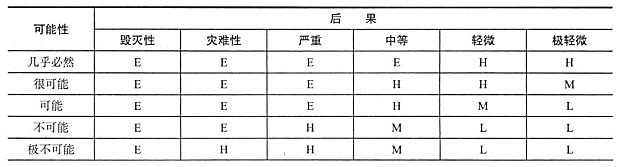 可能性 后 果
毁灭性 灾难性 严重 中等 轻微 极轻微
几乎必然 E E E E H H
很可能 E E E H H M
可能 E E E H M L
不可能 E E H M L L
极不可能 E H H M L L